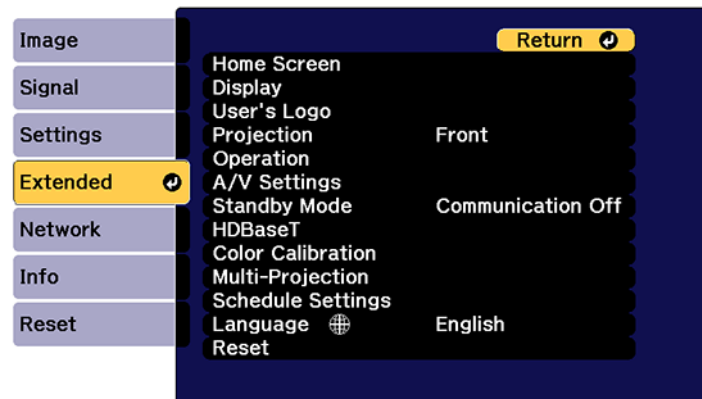 Image
Signal
Settings
Extended
Network
Info
Reset
Return
Home Screen
Display
User's Logo
Projection Front
Operation
A/V Settings
Standby Mode Communication Off
HDBaseT
Color Calibration
Multi-Projection
Schedule Settings
Language English
Reset